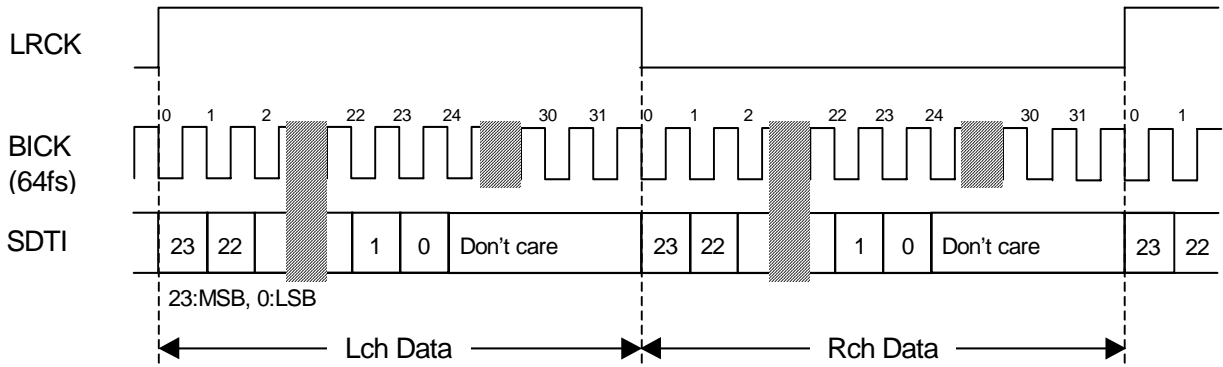 LRCK
0 1 2 22 23 24 30 31 0 1 2 22 23 24 30 31 0 1
BICK
(64fs)
SDTI 23 22 1 0 Don't care 23 22 1 0 Don't care 23 22
23:MSB, 0:LSB
Lch Data Rch Data